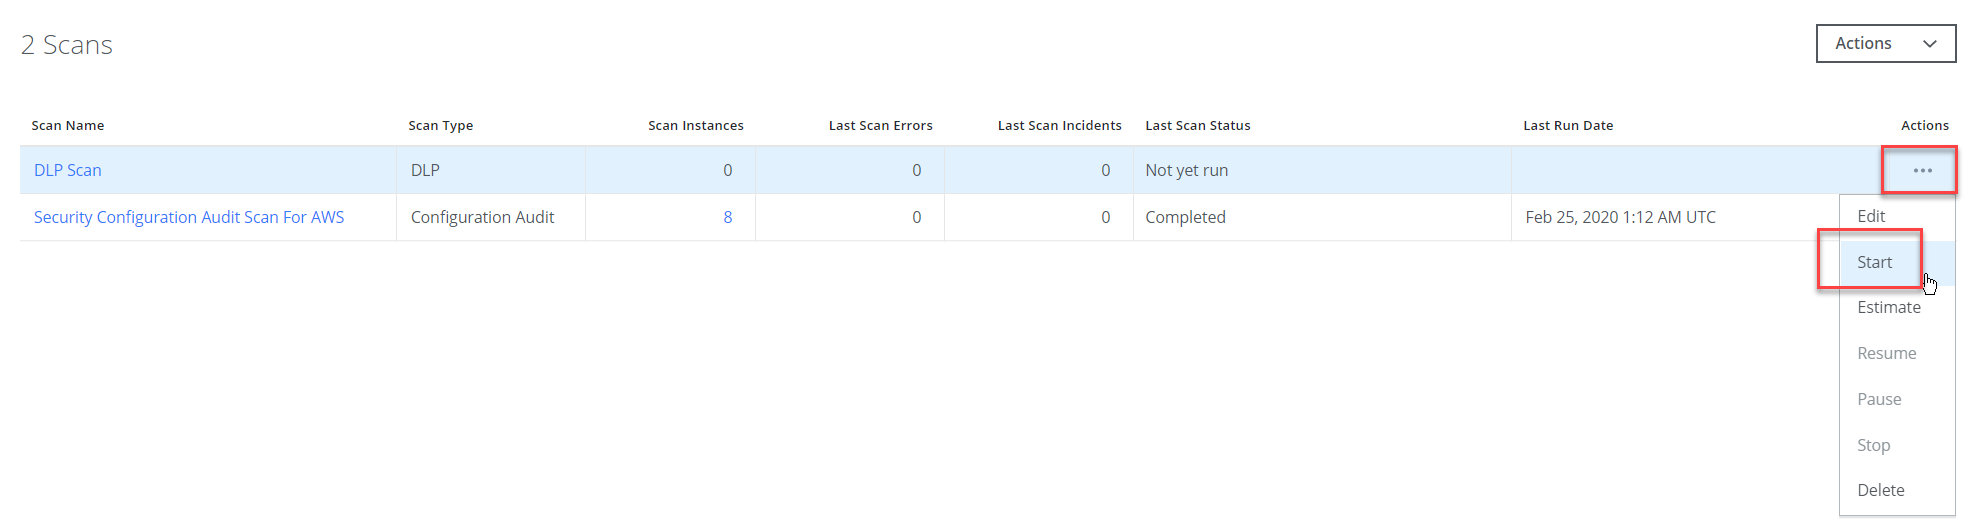 2 Scans
Actions
Scan Name Scan Type Scan Instances Last Scan Errors Last Scan Incidents Last Scan Status Last Run Date Actions
DLP Scan DLP 0 0 0 Not yet run
Security Configuration Audit Scan For AWS Configuration Audit 8 0 0 Completed Feb 25, 2020 1:12 AM UTC
Edit
Start
Estimate
Resume
Pause
Stop
Delete